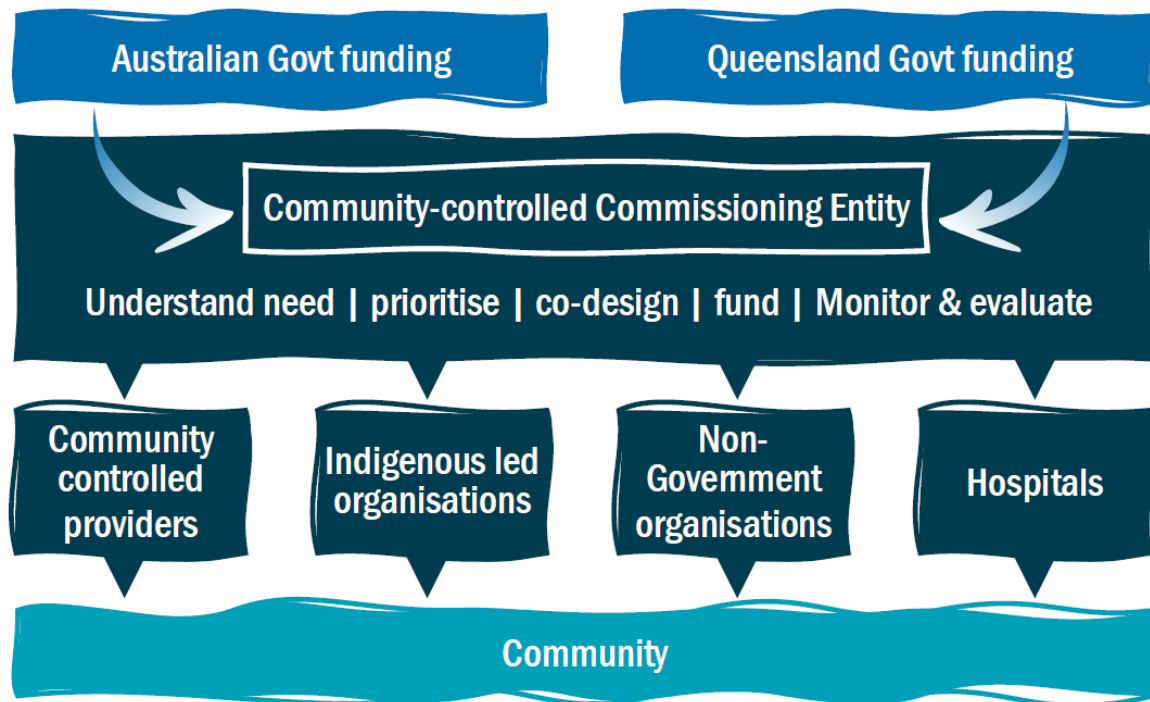 Australian Govt funding
Queensland Govt funding
Community-controlled Commissioning Entity
Understand need | prioritise | co-design | fund | Monitor & evaluate
Community
controlled
providers
Indigenous led
organisations
Non-
Government
organisations
Hospitals
Community